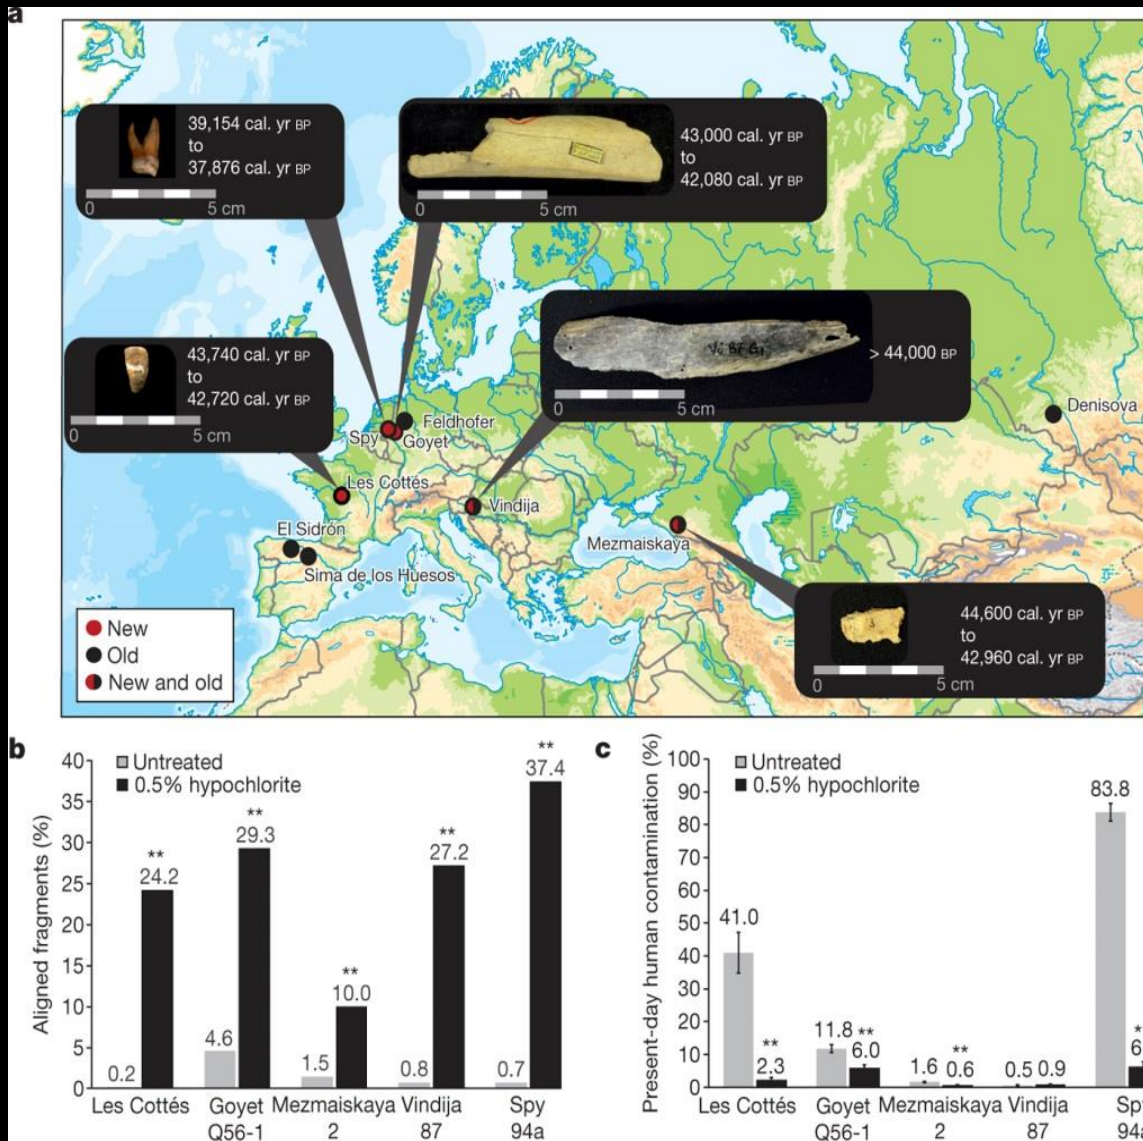 a
39,154 cal. yr BP
to
37,876 cal. yr BP
0 5 cm
43,000 cal. yr BP
to
42,080 cal. yr BP
0 5 cm
43,740 cal. yr BP
to
42,720 cal. yr BP
0 5 cm
> 44,000 BP
0 5 cm
Denisova
Feldhofer
Spy
Goyet
Les Cottés
Vindija
El Sidrón
Sima de los Huesos
Mezmaiskaya
44,600 cal. yr BP
to
42,960 cal. yr BP
0 5 cm
New
Old
New and old
b
Untreated
0.5% hypochlorite
Aligned fragments (%)
40
35
30
25
20
15
10
5
0
0.2
**
24.2
4.6
**
29.3
1.5
**
10.0
0.8
**
27.2
0.7
**
37.4
Les Cottés Goyet Mezmaiskaya Vindija Spy
Q56-1 2 87 94a
c
Untreated
0.5% hypochlorite
Present-day human contamination (%)
100
90
80
70
60
50
40
30
20
10
0
41.0
**
2.3
11.8
**
6.0
1.6
**
0.6
0.5
0.9
83.8
Les Cottés Goyet Mezmaiskaya Vindija Sp
Q56-1 2 87 94a